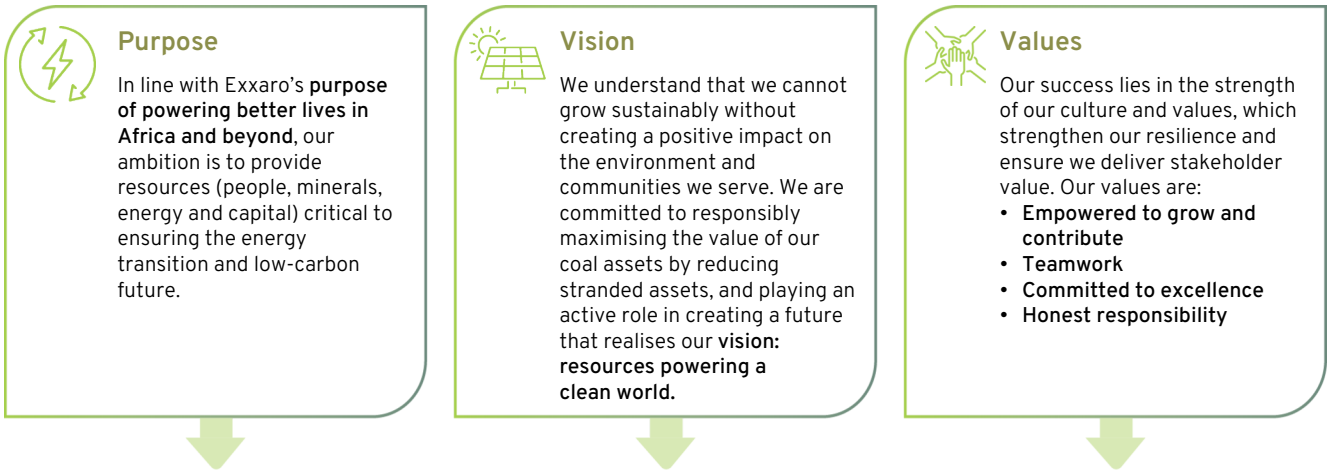 Purpose
In line with Exxaro’s purpose
of powering better lives in
Africa and beyond, our
ambition is to provide
resources (people, minerals,
energy and capital) critical to
ensuring the energy
transition and low-carbon
future.
Vision
We understand that we cannot
grow sustainably without
creating a positive impact on
the environment and
communities we serve. We are
committed to responsibly
maximising the value of our
coal assets by reducing
stranded assets, and playing an
active role in creating a future
that realises our vision:
resources powering a
clean world.
Values
Our success lies in the strength
of our culture and values, which
strengthen our resilience and
ensure we deliver stakeholder
value. Our values are:
• Empowered to grow and
contribute
• Teamwork
• Committed to excellence
• Honest responsibility